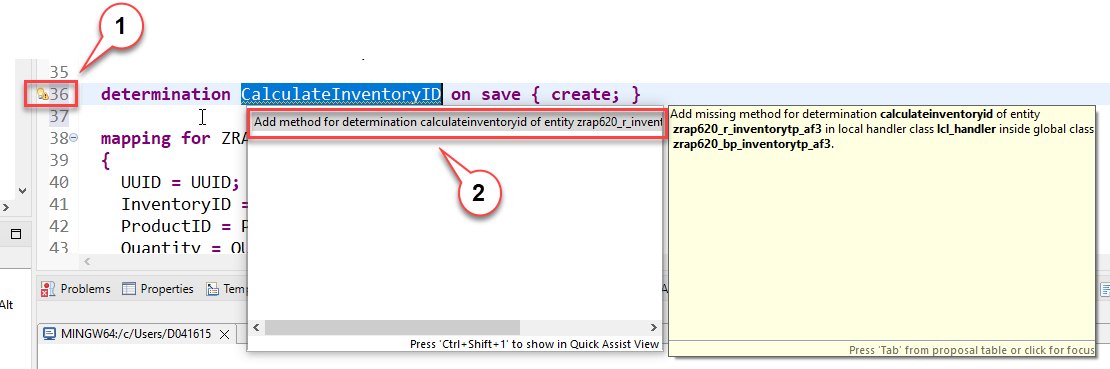 1
35
36 determination CalculateInventoryID on save { create; }
37
38 mapping for ZRA
39 {
40 UUID = UUID;
41 InventoryID =
42 ProductID =
43 Quantity =
Add method for determination calculateinventoryid of entity zrap620_r_invent
2
Press 'Ctrl+Shift+1' to show in Quick Assist View
Add missing method for determination calculateinventoryid of entity
zrap620_r_inventorytp_af3 in local handler class lcl_handler inside global class
zrap620_bp_inventorytp_af3.
Press 'Tab' from proposal table or click for focus
Alt
Problems Properties Temp
MINGW64:/c/Users/D041615